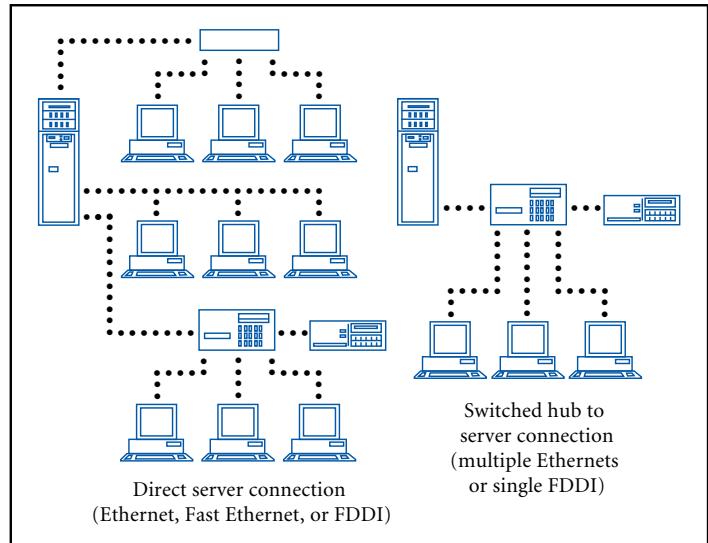 Direct server connection
(Ethernet, Fast Ethernet, or FDDI)
Switched hub to
server connection
(multiple Ethernets
or single FDDI)